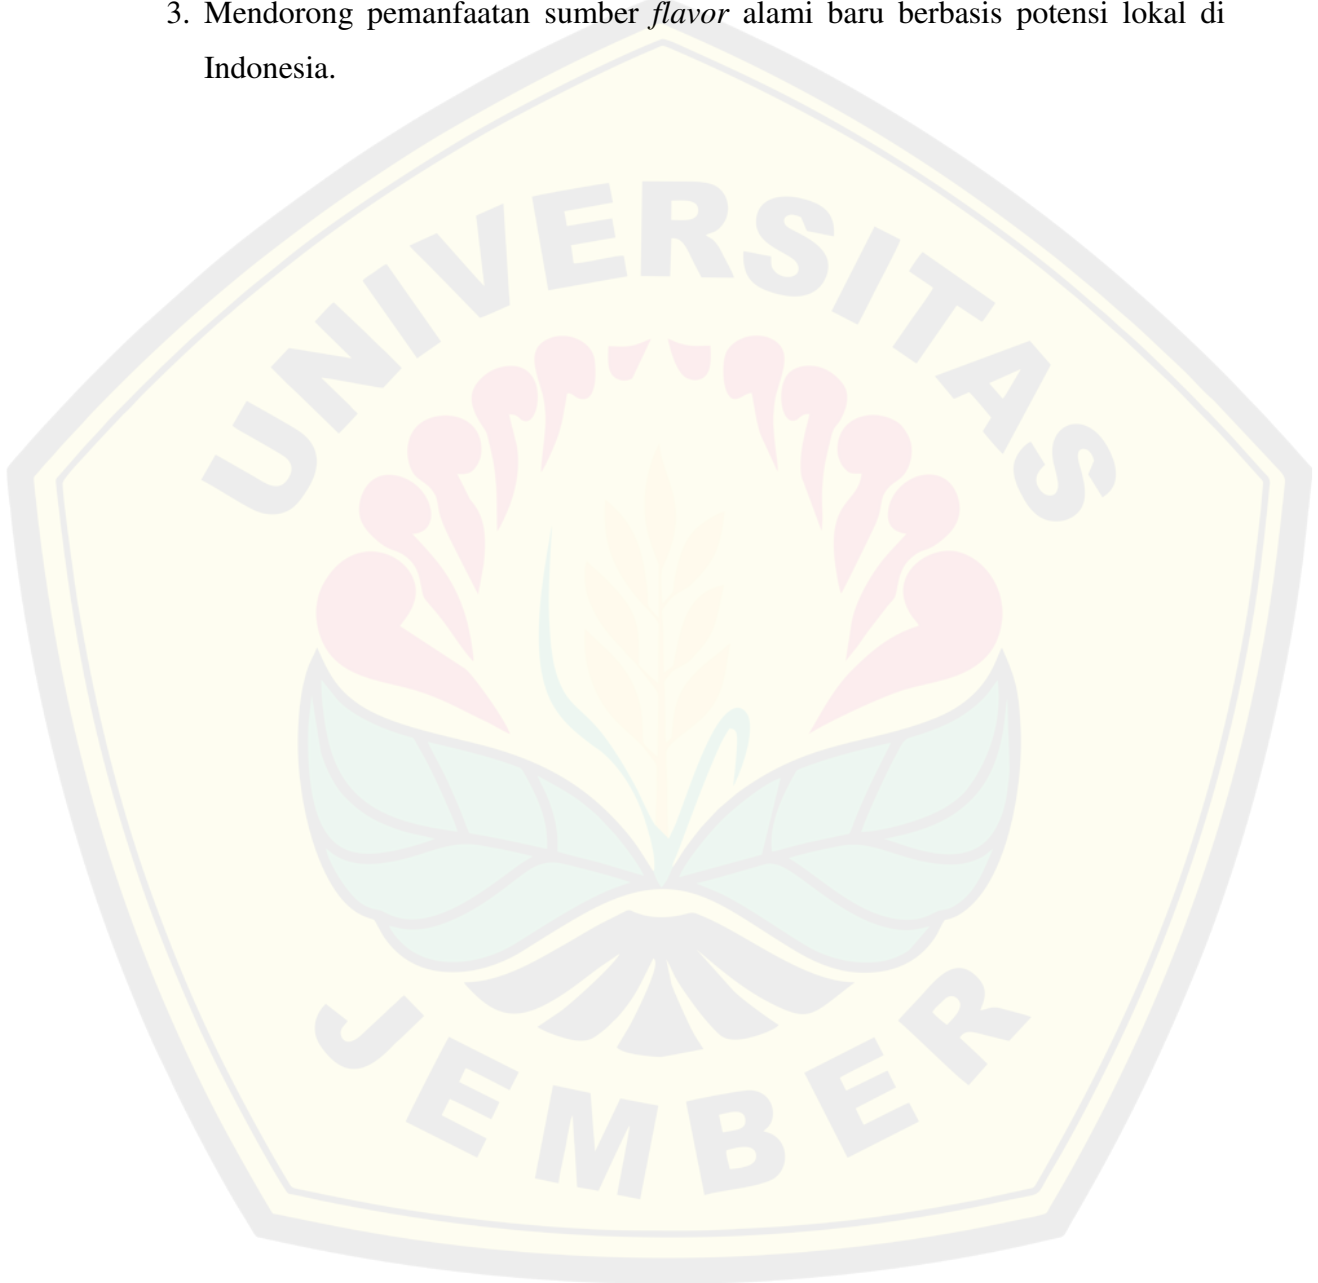 3. Mendorong pemanfaatan sumber flavor alami baru berbasis potensi lokal di
Indonesia.
UNIVERSITAS
JEMBER